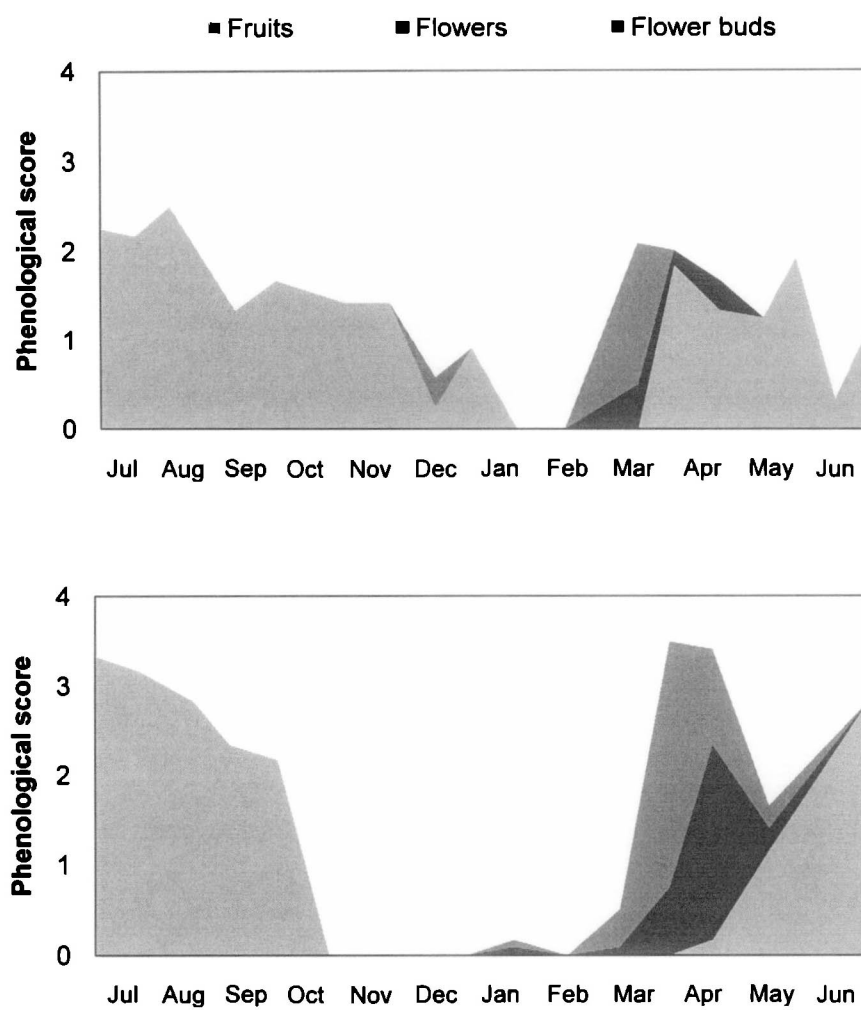 Fruits Flowers Flower buds
Phenological score
4
3
2
1
0
Jul Aug Sep Oct Nov Dec Jan Feb Mar Apr May Jun
Phenological score
4
3
2
1
0
Jul Aug Sep Oct Nov Dec Jan Feb Mar Apr May Jun